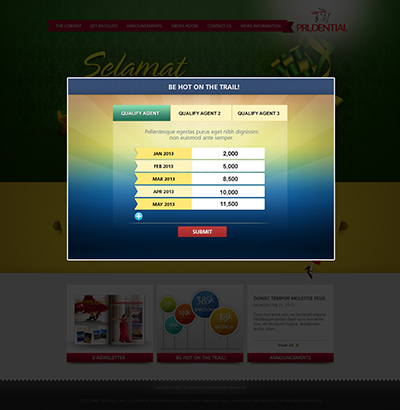 THE CONTEST GET INVOLVED ANNOUNCEMENTS MEDIA ROOM CONTACT US MORE INFORMATION
PRUDENTIAL
Selamat
BE HOT ON THE TRAIL!
QUALIFY AGENT QUALIFY AGENT 2 QUALIFY AGENT 3
Pellentesque egestas purus eget nibh dignissim
non euismod ante semper.
JAN 2013 2,000
FEB 2013 5,000
MAR 2013 8,500
APR 2013 10,000
MAY 2013 11,500
SUBMIT
DONEC TEMPOR MOLESTIE FELIS
E-NEWSLETTER
BE HOT ON THE TRAIL!
View all
ANNOUNCEMENTS